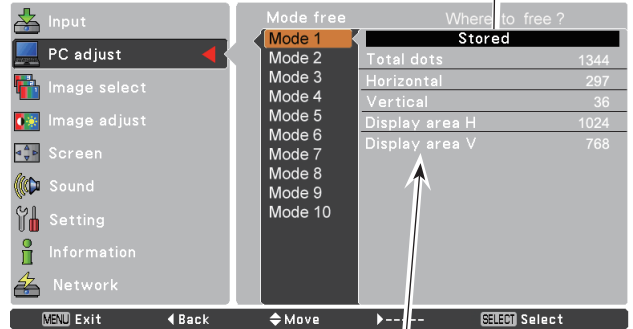 Input
PC adjust
Image select
Image adjust
Screen
Sound
Setting
Information
Network
Mode free
Mode 1
Mode 2
Mode 3
Mode 4
Mode 5
Mode 6
Mode 7
Mode 8
Mode 9
Mode 10
Where to free ?
Stored
Total dots 1344
Horizontal 297
Vertical 36
Display area H 1024
Display area V 768
MENU Exit Back Move ----- SELECT Select